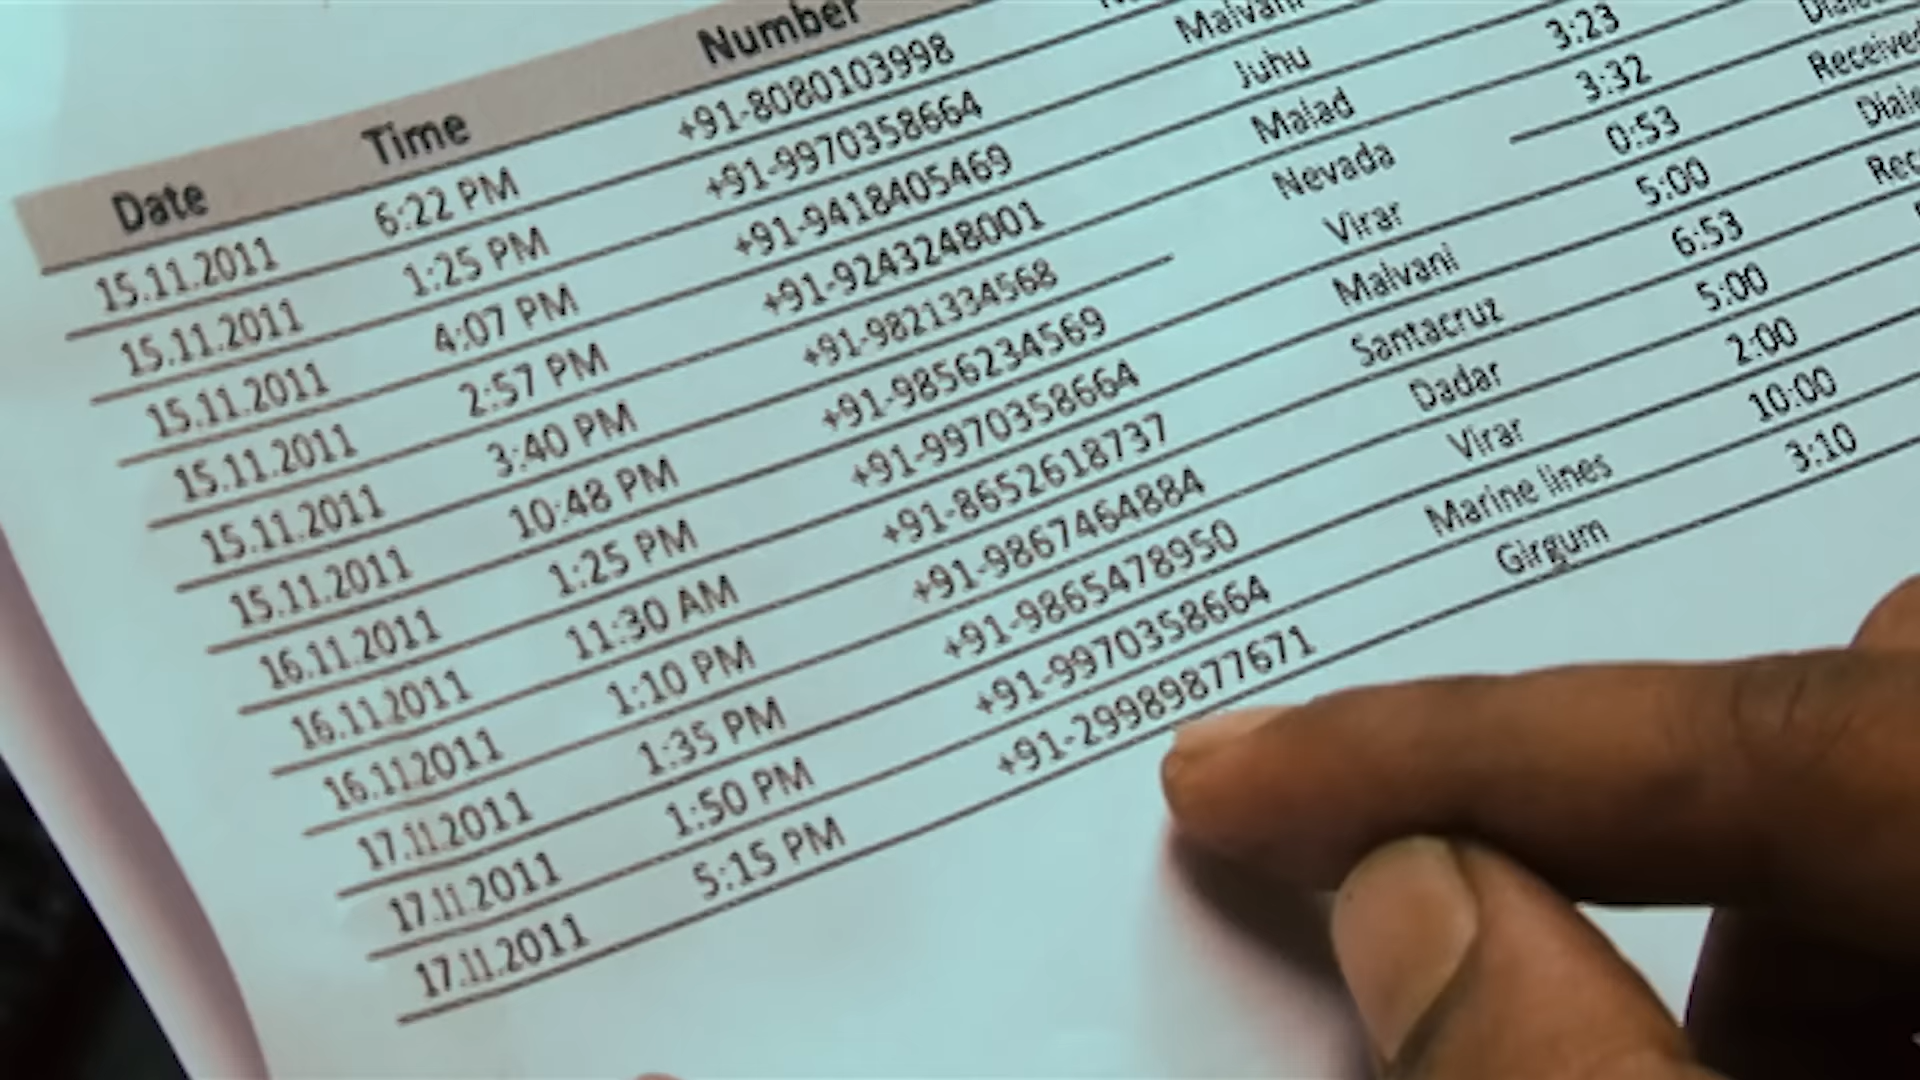 Date Time Number
15.11.2011 6:22 PM +91-8080103998
15.11.2011 1:25 PM +91-9970358664 Malvani
15.11.2011 4:07 PM +91-9418405469 Juhu
15.11.2011 2:57 PM +91-9243248001 Malad 3:23
15.11.2011 3:40 PM +91-9821334568 Nevada 3:32
15.11.2011 10:48 PM +91-9856234569 Virar 0:53 Received
16.11.2011 1:25 PM +91-9970358664 Malvani 5:00
16.11.2011 11:30 AM +91-8652618737 Santacruz 6:53
16.11.2011 1:10 PM +91-9867464884 Dadar 5:00
17.11.2011 1:35 PM +91-9865478950 Virar 2:00
17.11.2011 1:50 PM +91-9970358664 Marine lines 10:00
17.11.2011 5:15 PM +91-29989877671 Girgum 3:10